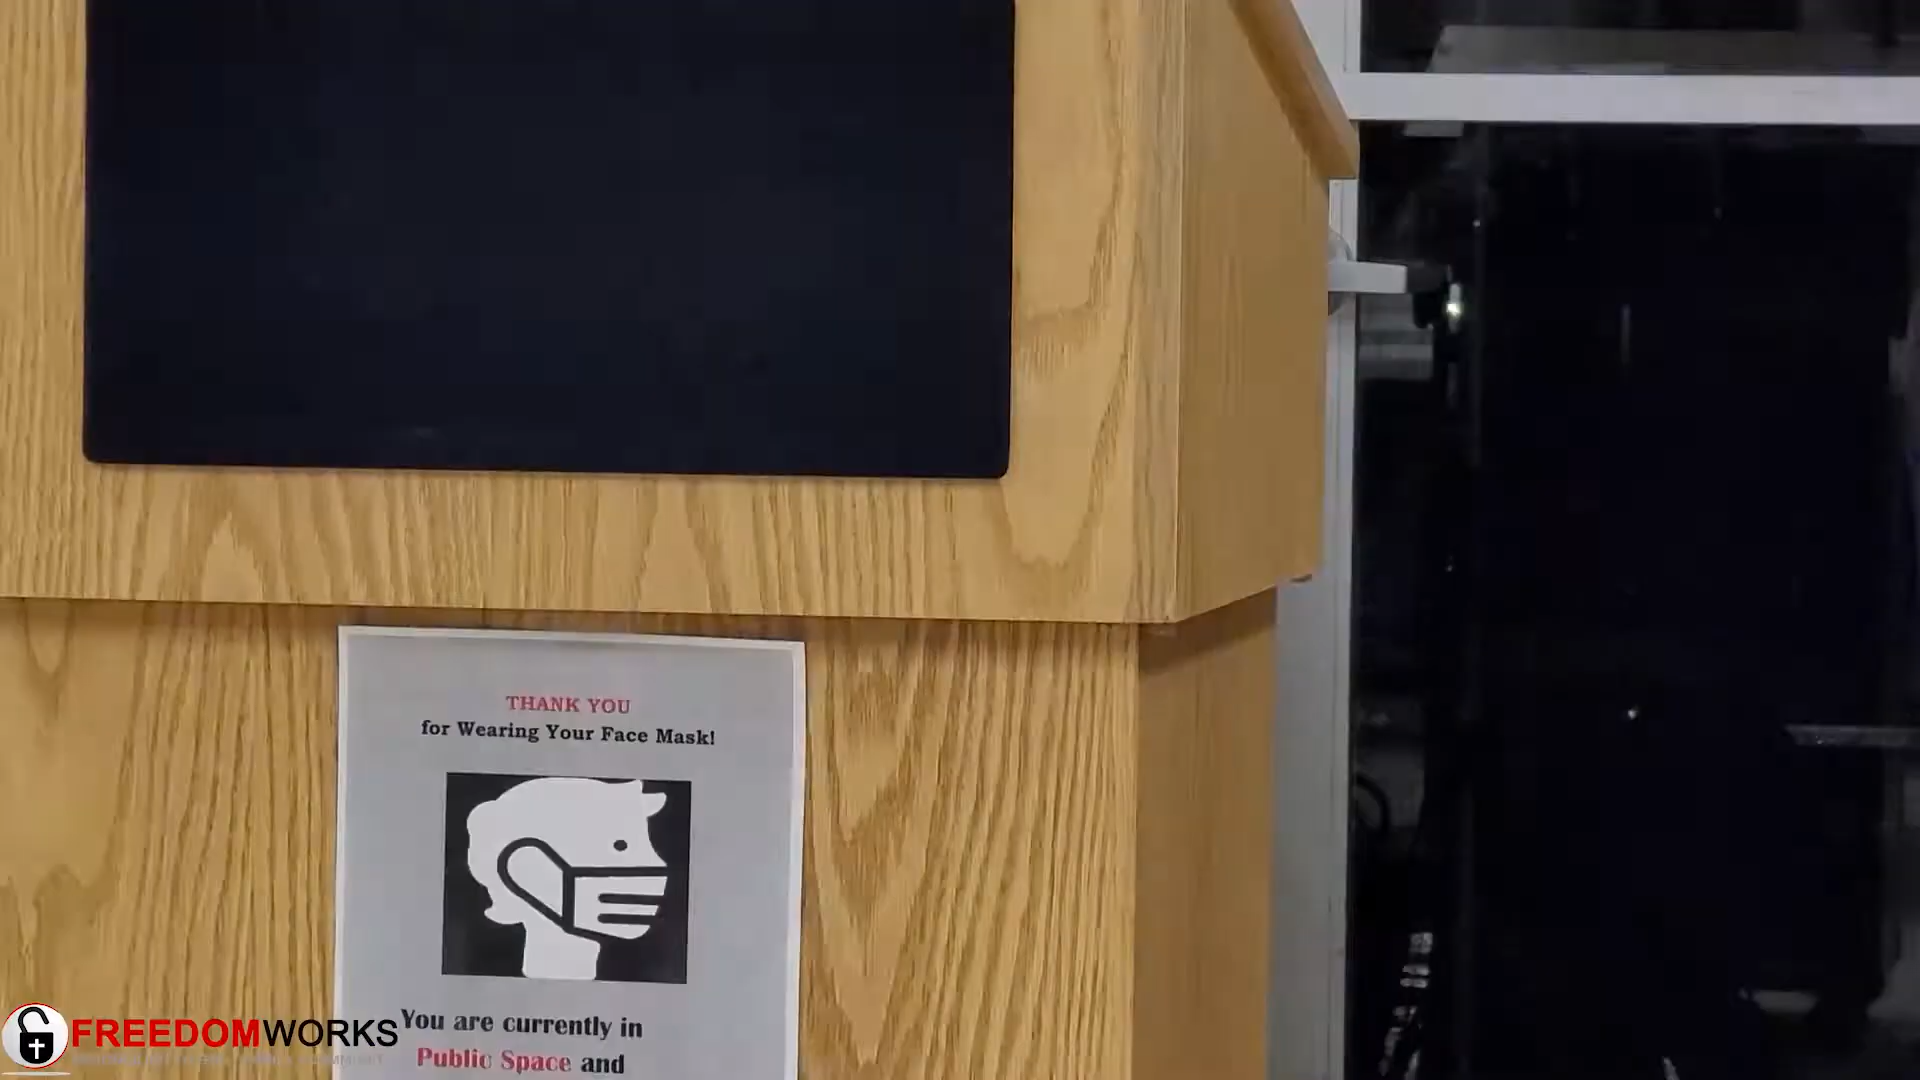 THANK YOU
for Wearing Your Face Mask!
You are currently in
Public Space and
FREEDOMWORKS